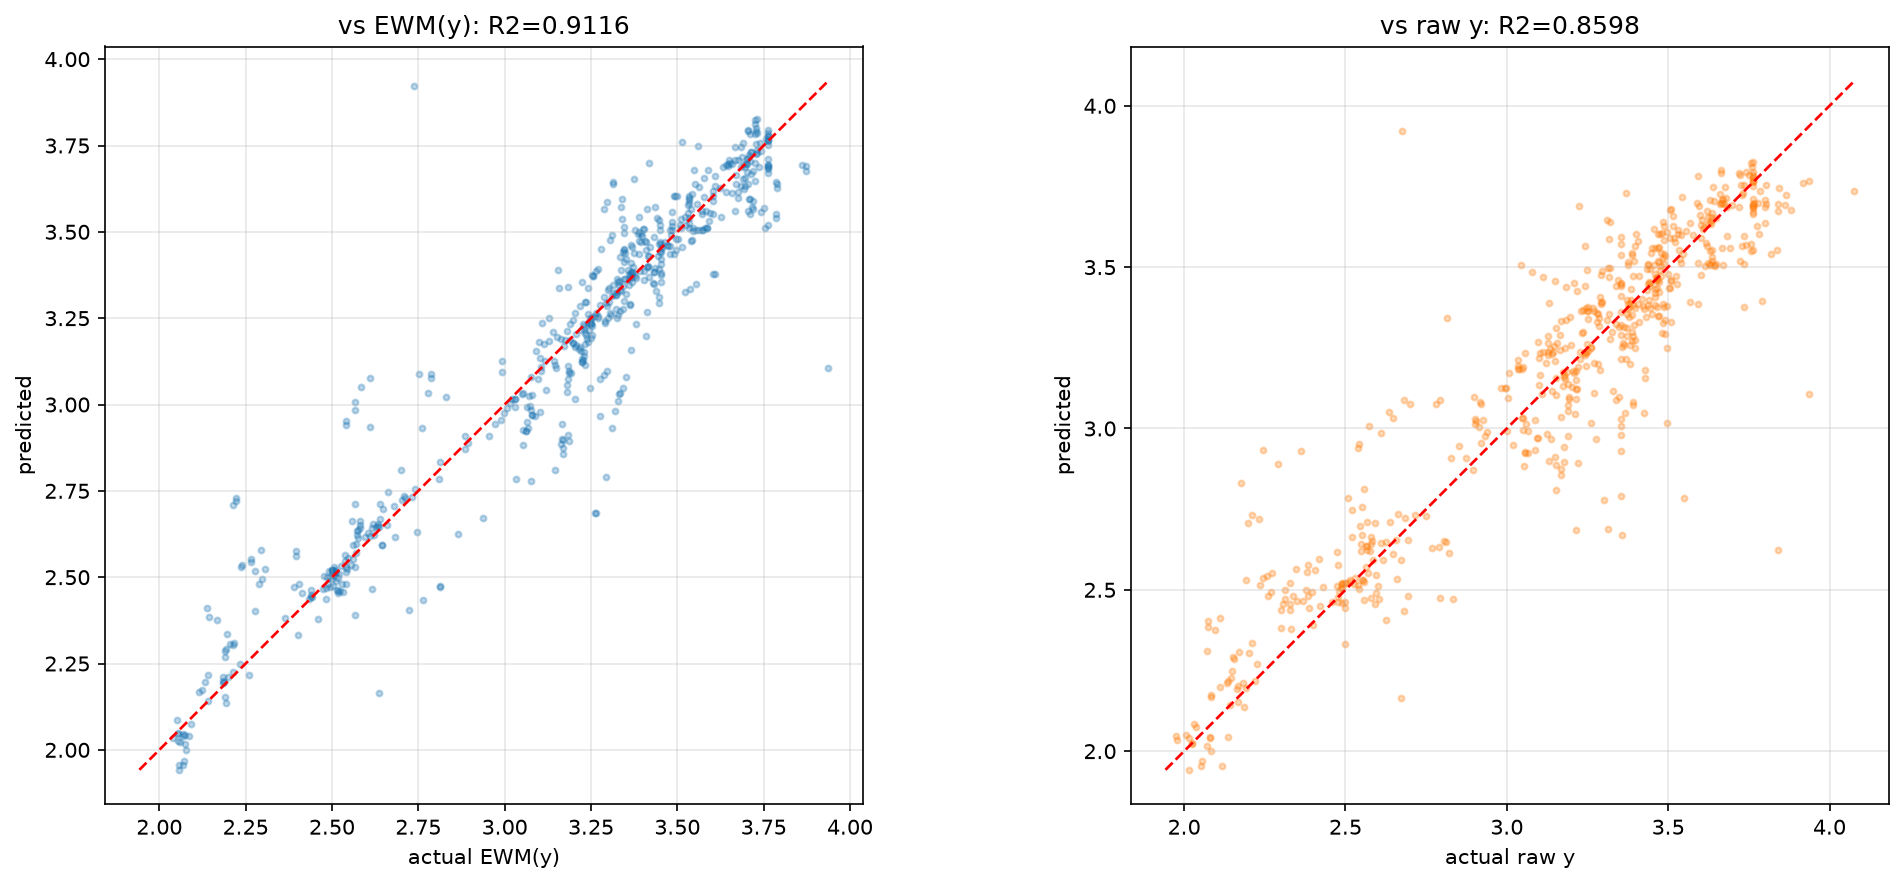 vs EWM(y): R2=0.9116
4.00
3.75
3.50
3.25
3.00
2.75
2.50
2.25
2.00
predicted
2.00 2.25 2.50 2.75 3.00 3.25 3.50 3.75 4.00
actual EWM(y)
vs raw y: R2=0.8598
4.0
3.5
3.0
2.5
2.0
predicted
2.0 2.5 3.0 3.5 4.0
actual raw y